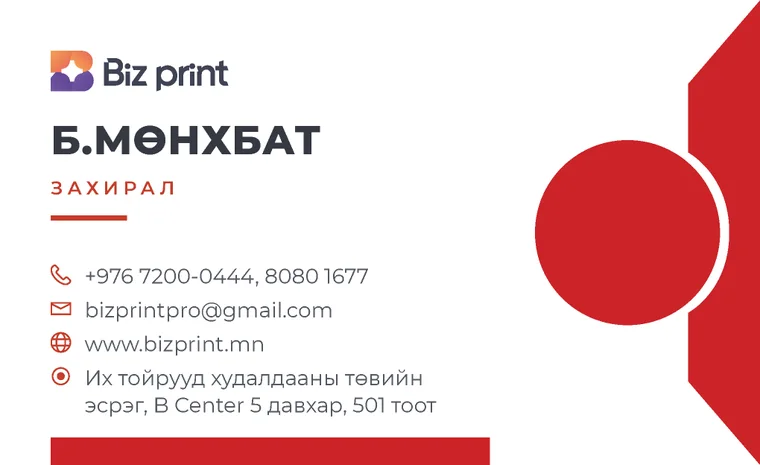 Biz print
Б.МӨНХБАТ
ЗАХИРАЛ
+976 7200-0444, 8080 1677
bizprintpro@gmail.com
www.bizprint.mn
Их тойрууд худалдааны төвийн
эсрэг, B Center 5 давхар, 501 тоот